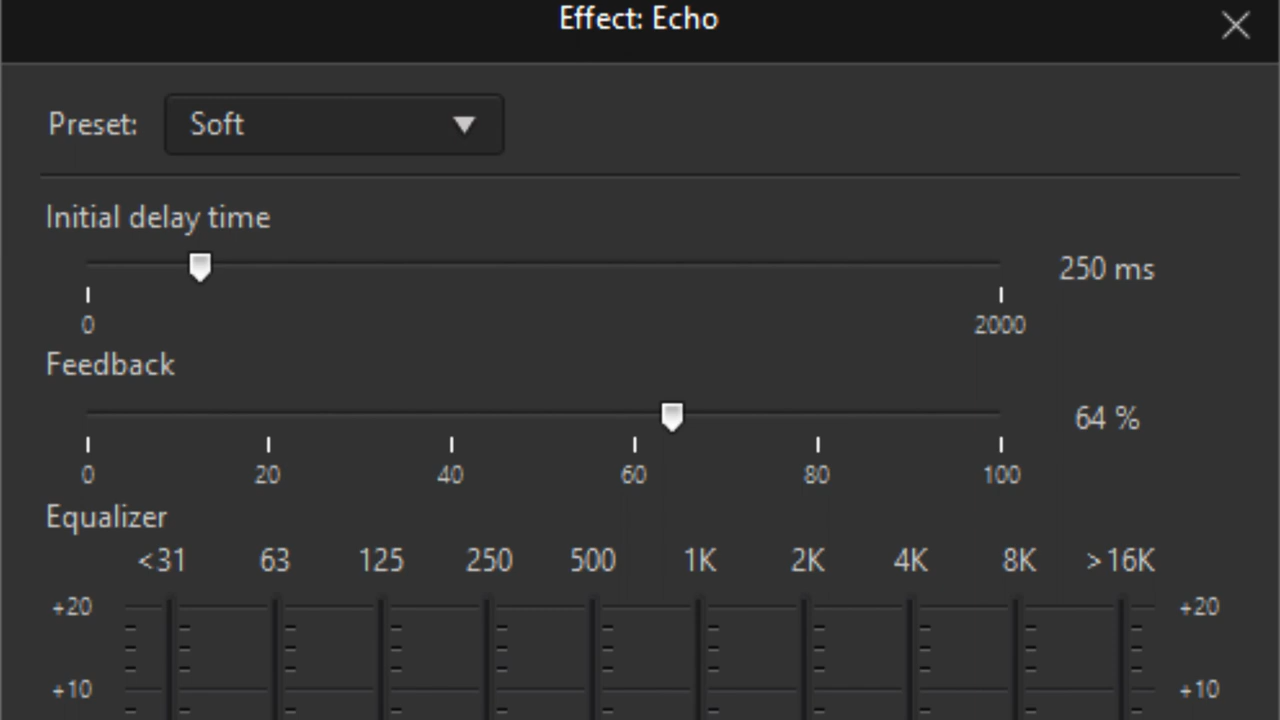 Effect: Echo
Preset: Soft
Initial delay time
250 ms
0 2000
Feedback
64 %
0 20 40 60 80 100
Equalizer
<31 63 125 250 500 1K 2K 4K 8K >16K
+20 +20
+10 +10